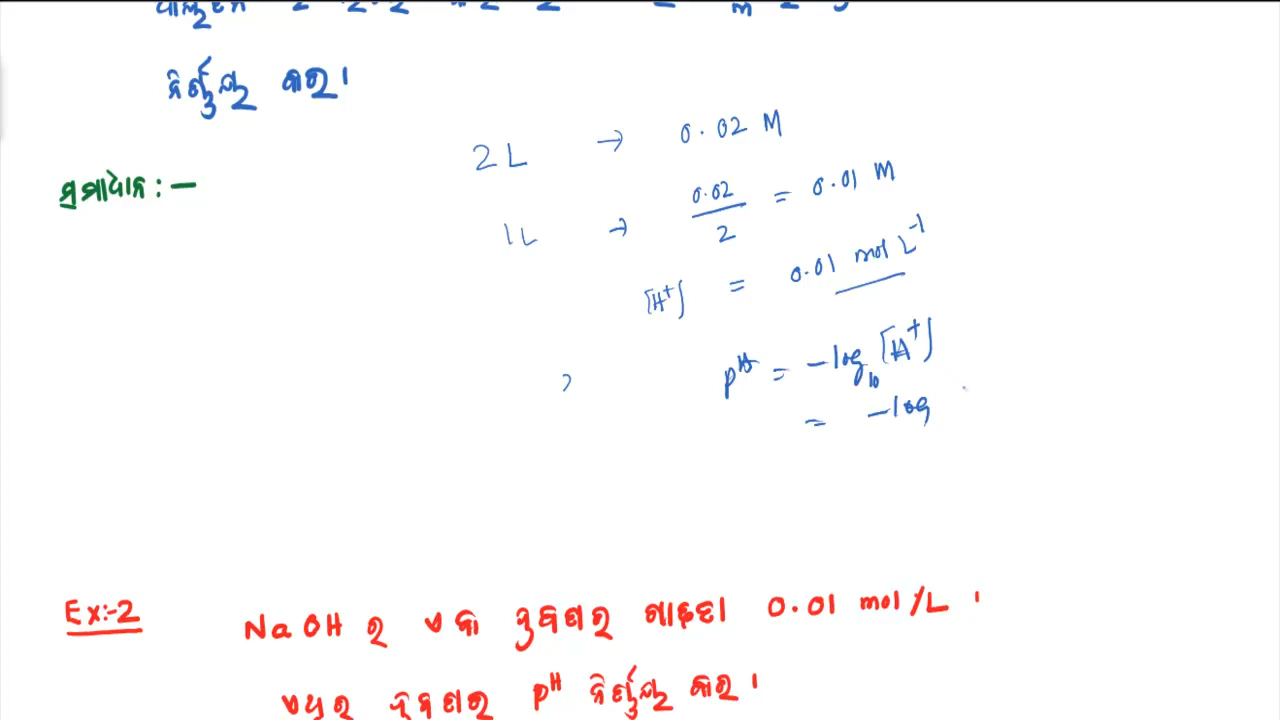 ନିର୍ଣ୍ଣୟ କର।
2L → 0.02 M
ସମାଧାନ :-
1L → 0.02/2 = 0.01 M
[H⁺] = 0.01 mol L⁻¹
pᴴ = -log₁₀ [H⁺]
= -log
Ex:-2
NaOH ର ଏକ ଦ୍ରବଣର ଗାଢ଼ତା 0.01 mol/L ।
ଏହାର ଦ୍ରବଣର pᴴ ନିର୍ଣ୍ଣୟ କର।